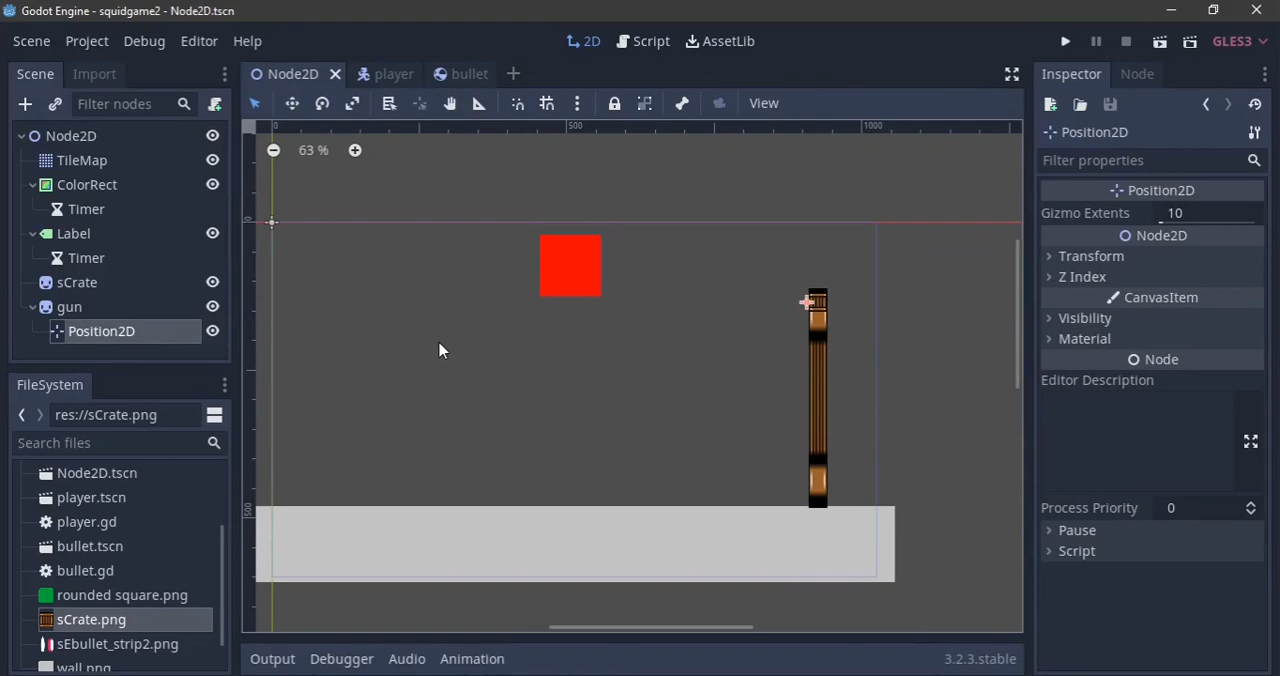 Godot Engine - squidgame2 - Node2D.tscn
Scene Project Debug Editor Help
2D Script AssetLib
GLES3
Scene Import
Filter nodes
Node2D
TileMap
ColorRect
Timer
Label
Timer
sCrate
gun
Position2D
FileSystem
res://sCrate.png
Search files
Node2D.tscn
player.tscn
player.gd
bullet.tscn
bullet.gd
rounded square.png
sCrate.png
sEbullet_strip2.png
wall.png
Node2D player bullet
View
0 500 1000
63 %
0
500
Output Debugger Audio Animation 3.2.3.stable
Inspector Node
Position2D
Filter properties
Position2D
Gizmo Extents 10
Node2D
Transform
Z Index
CanvasItem
Visibility
Material
Node
Editor Description
Process Priority 0
Pause
Script